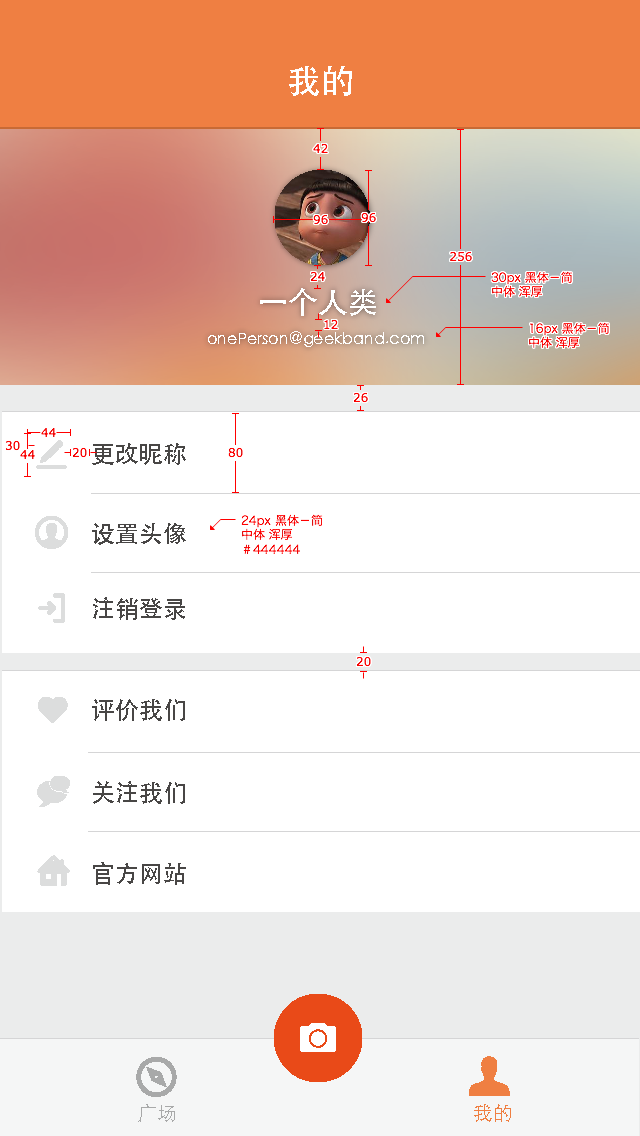 我的
42
96
96
256
24
30px 黑体－简
中体 浑厚
一个人类
12
16px 黑体－简
中体 浑厚
onePerson@geekband.com
26
44
30
44
20
更改昵称
80
设置头像
24px 黑体－简
中体 浑厚
＃444444
注销登录
20
评价我们
关注我们
官方网站
广场
我的